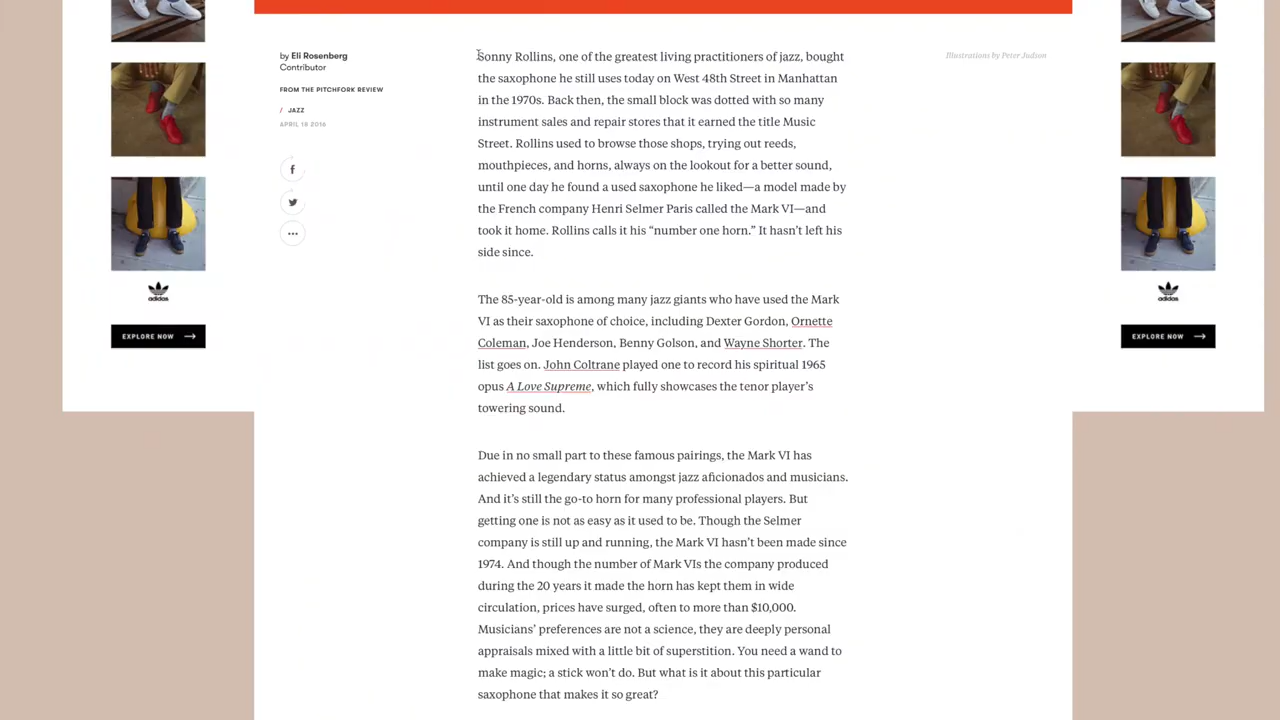 by Eli Rosenberg
Contributor
FROM THE PITCHFORK REVIEW
/ JAZZ
APRIL 18 2016
Sonny Rollins, one of the greatest living practitioners of jazz, bought
the saxophone he still uses today on West 48th Street in Manhattan
in the 1970s. Back then, the small block was dotted with so many
instrument sales and repair stores that it earned the title Music
Street. Rollins used to browse those shops, trying out reeds,
mouthpieces, and horns, always on the lookout for a better sound,
until one day he found a used saxophone he liked—a model made by
the French company Henri Selmer Paris called the Mark VI—and
took it home. Rollins calls it his “number one horn.” It hasn’t left his
side since.
The 85-year-old is among many jazz giants who have used the Mark
VI as their saxophone of choice, including Dexter Gordon, Ornette
Coleman, Joe Henderson, Benny Golson, and Wayne Shorter. The
list goes on. John Coltrane played one to record his spiritual 1965
opus A Love Supreme, which fully showcases the tenor player’s
towering sound.
Due in no small part to these famous pairings, the Mark VI has
achieved a legendary status amongst jazz aficionados and musicians.
And it’s still the go-to horn for many professional players. But
getting one is not as easy as it used to be. Though the Selmer
company is still up and running, the Mark VI hasn’t been made since
1974. And though the number of Mark VIs the company produced
during the 20 years it made the horn has kept them in wide
circulation, prices have surged, often to more than $10,000.
Musicians’ preferences are not a science, they are deeply personal
appraisals mixed with a little bit of superstition. You need a wand to
make magic; a stick won’t do. But what is it about this particular
saxophone that makes it so great?
Illustrations by Peter Judson
adidas
EXPLORE NOW
adidas
EXPLORE NOW